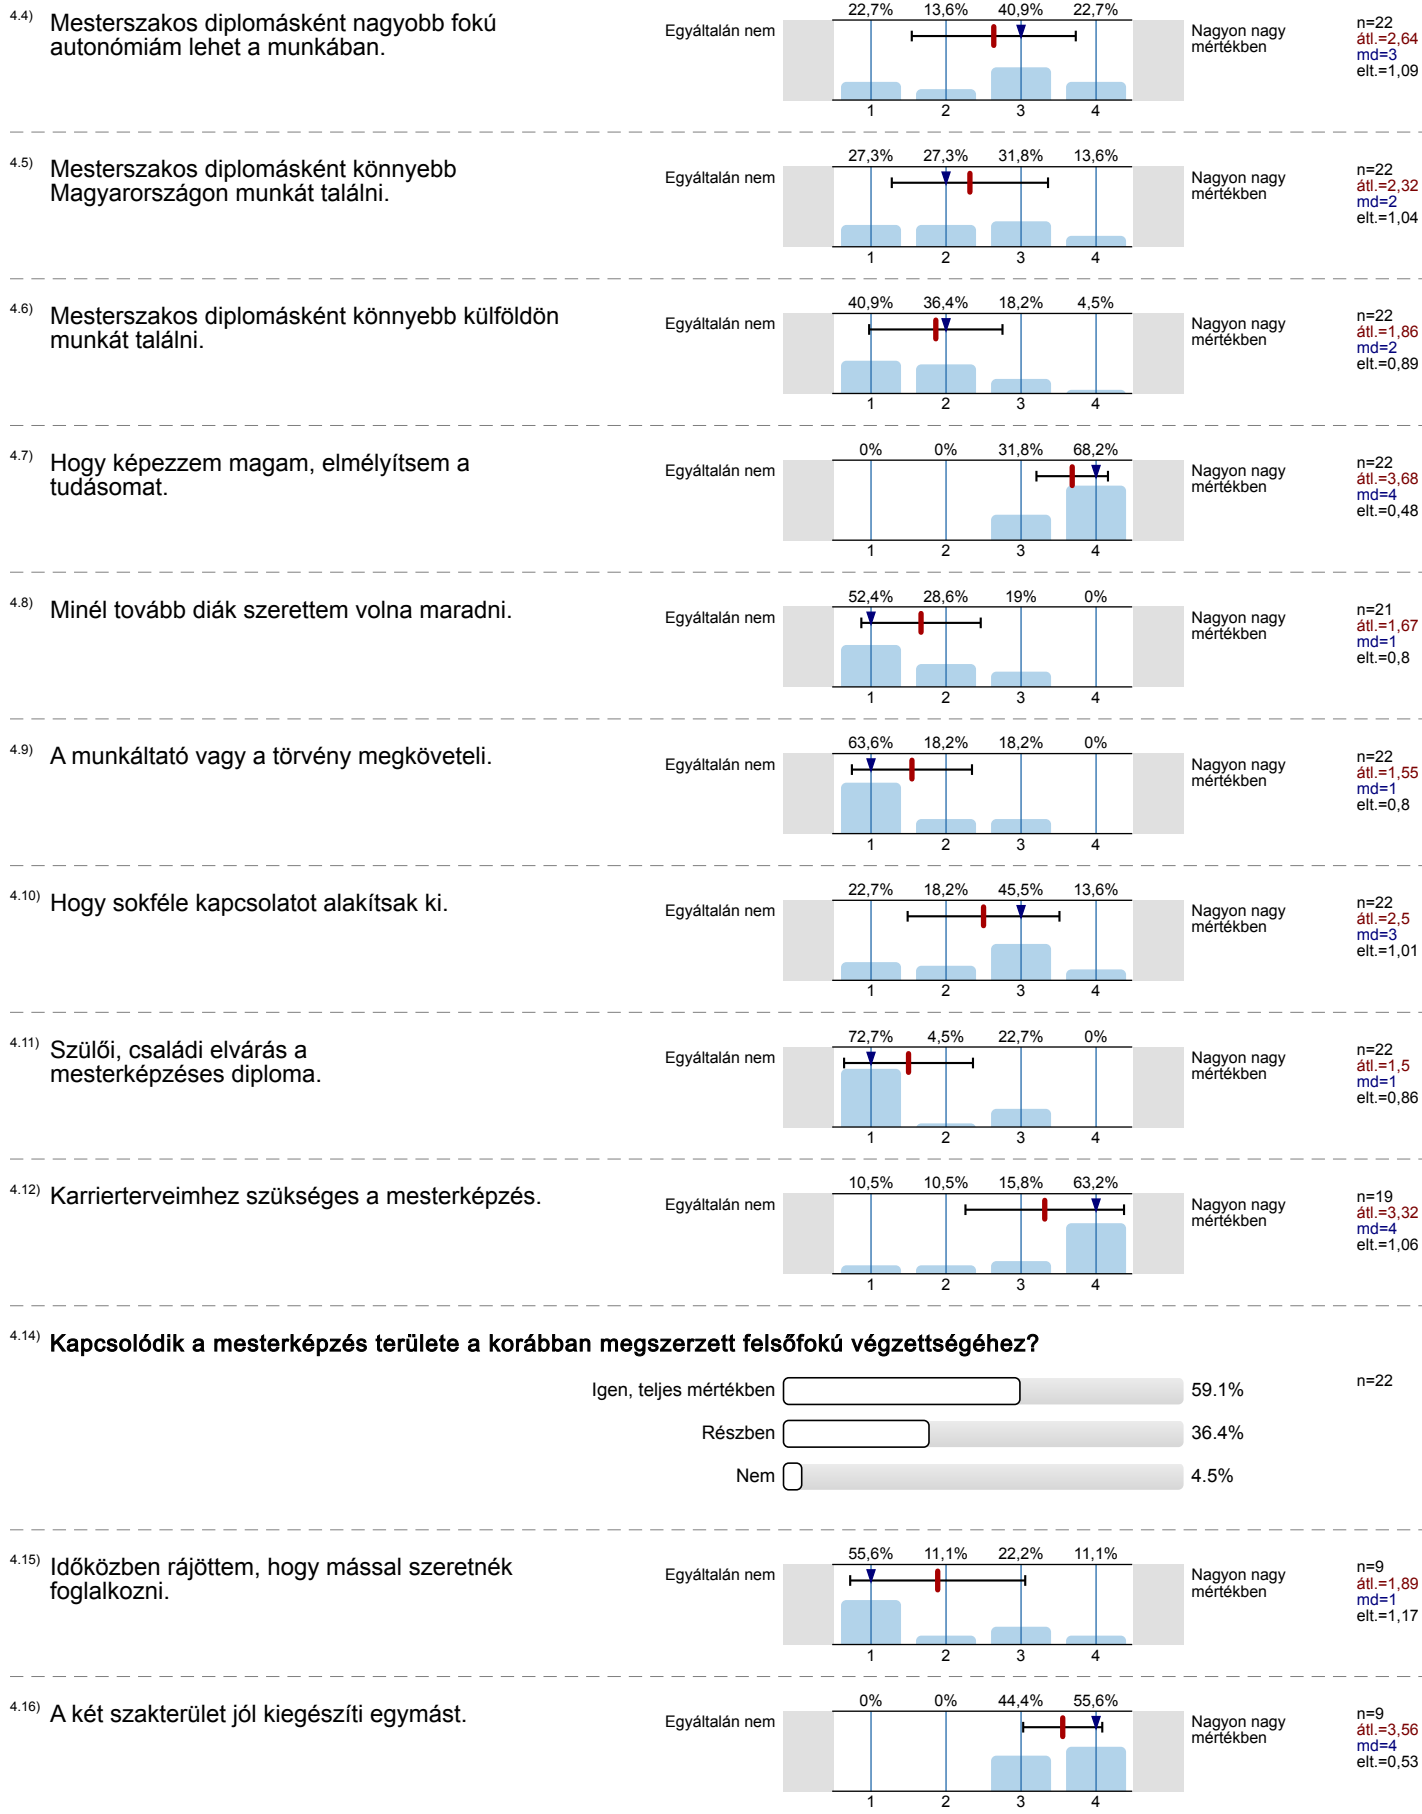 4.4) Mesterszakos diplomásként nagyobb fokú
autonómiám lehet a munkában.
Egyáltalán nem
22,7% 13,6% 40,9% 22,7%
1 2 3 4
Nagyon nagy
mértékben
n=22
átl.=2,64
md=3
elt.=1,09
4.5) Mesterszakos diplomásként könnyebb
Magyarországon munkát találni.
Egyáltalán nem
27,3% 27,3% 31,8% 13,6%
1 2 3 4
Nagyon nagy
mértékben
n=22
átl.=2,32
md=2
elt.=1,04
4.6) Mesterszakos diplomásként könnyebb külföldön
munkát találni.
Egyáltalán nem
40,9% 36,4% 18,2% 4,5%
1 2 3 4
Nagyon nagy
mértékben
n=22
átl.=1,86
md=2
elt.=0,89
4.7) Hogy képezzem magam, elmélyítsem a
tudásomat.
Egyáltalán nem
0% 0% 31,8% 68,2%
1 2 3 4
Nagyon nagy
mértékben
n=22
átl.=3,68
md=4
elt.=0,48
4.8) Minél tovább diák szerettem volna maradni.
Egyáltalán nem
52,4% 28,6% 19% 0%
1 2 3 4
Nagyon nagy
mértékben
n=21
átl.=1,67
md=1
elt.=0,8
4.9) A munkáltató vagy a törvény megköveteli.
Egyáltalán nem
63,6% 18,2% 18,2% 0%
1 2 3 4
Nagyon nagy
mértékben
n=22
átl.=1,55
md=1
elt.=0,8
4.10) Hogy sokféle kapcsolatot alakítsak ki.
Egyáltalán nem
22,7% 18,2% 45,5% 13,6%
1 2 3 4
Nagyon nagy
mértékben
n=22
átl.=2,5
md=3
elt.=1,01
4.11) Szülői, családi elvárás a
mesterképzéses diploma.
Egyáltalán nem
72,7% 4,5% 22,7% 0%
1 2 3 4
Nagyon nagy
mértékben
n=22
átl.=1,5
md=1
elt.=0,86
4.12) Karrierterveimhez szükséges a mesterképzés.
Egyáltalán nem
10,5% 10,5% 15,8% 63,2%
1 2 3 4
Nagyon nagy
mértékben
n=19
átl.=3,32
md=4
elt.=1,06
4.14) Kapcsolódik a mesterképzés területe a korábban megszerzett felsőfokú végzettségéhez?
Igen, teljes mértékben 59.1% n=22
Részben 36.4%
Nem 4.5%
4.15) Időközben rájöttem, hogy mással szeretnék
foglalkozni.
Egyáltalán nem
55,6% 11,1% 22,2% 11,1%
1 2 3 4
Nagyon nagy
mértékben
n=9
átl.=1,89
md=1
elt.=1,17
4.16) A két szakterület jól kiegészíti egymást.
Egyáltalán nem
0% 0% 44,4% 55,6%
1 2 3 4
Nagyon nagy
mértékben
n=9
átl.=3,56
md=4
elt.=0,53